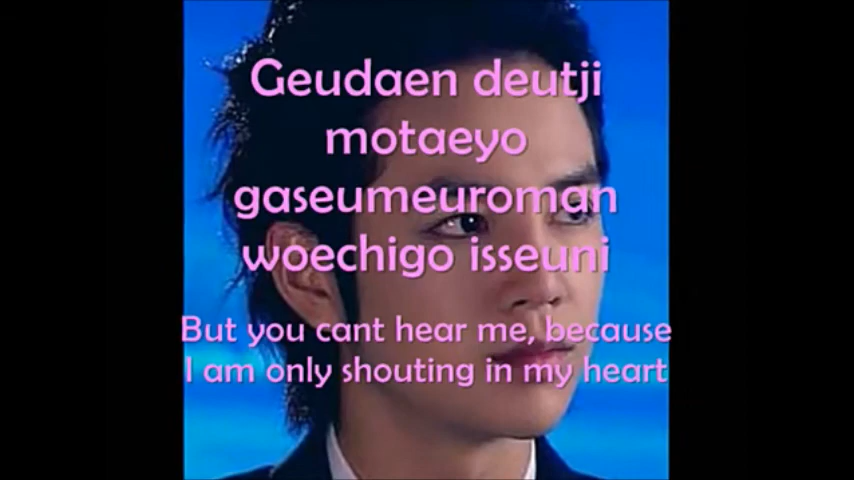 Geudaen deutji
motaeyo
gaseumeuroman
woechigo isseuni
But you cant hear me, because
I am only shouting in my heart